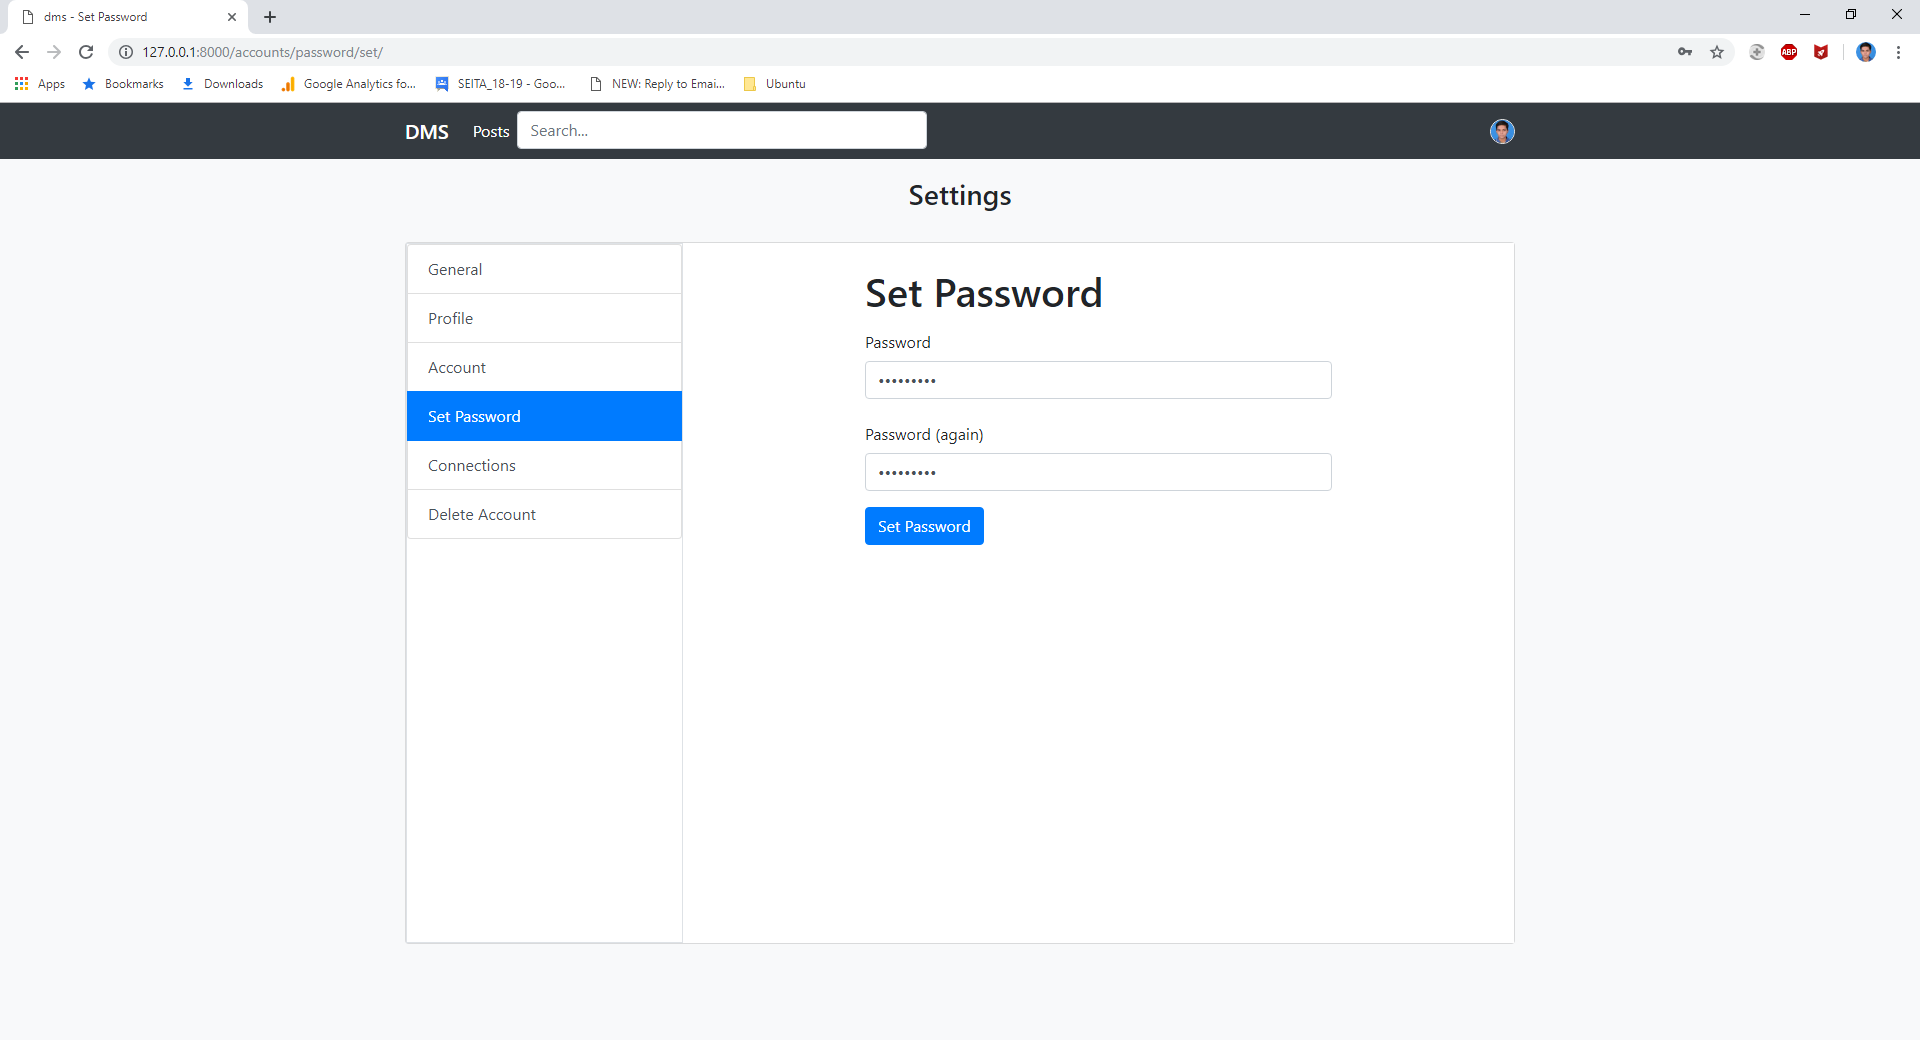 dms - Set Password
127.0.0.1:8000/accounts/password/set/
ABP
Apps Bookmarks Downloads Google Analytics fo... SEITA_18-19 - Goo... NEW: Reply to Emai... Ubuntu
DMS Posts Search...
Settings
General
Profile
Account
Set Password
Connections
Delete Account
Set Password
Password
•••••••••
Password (again)
•••••••••
Set Password